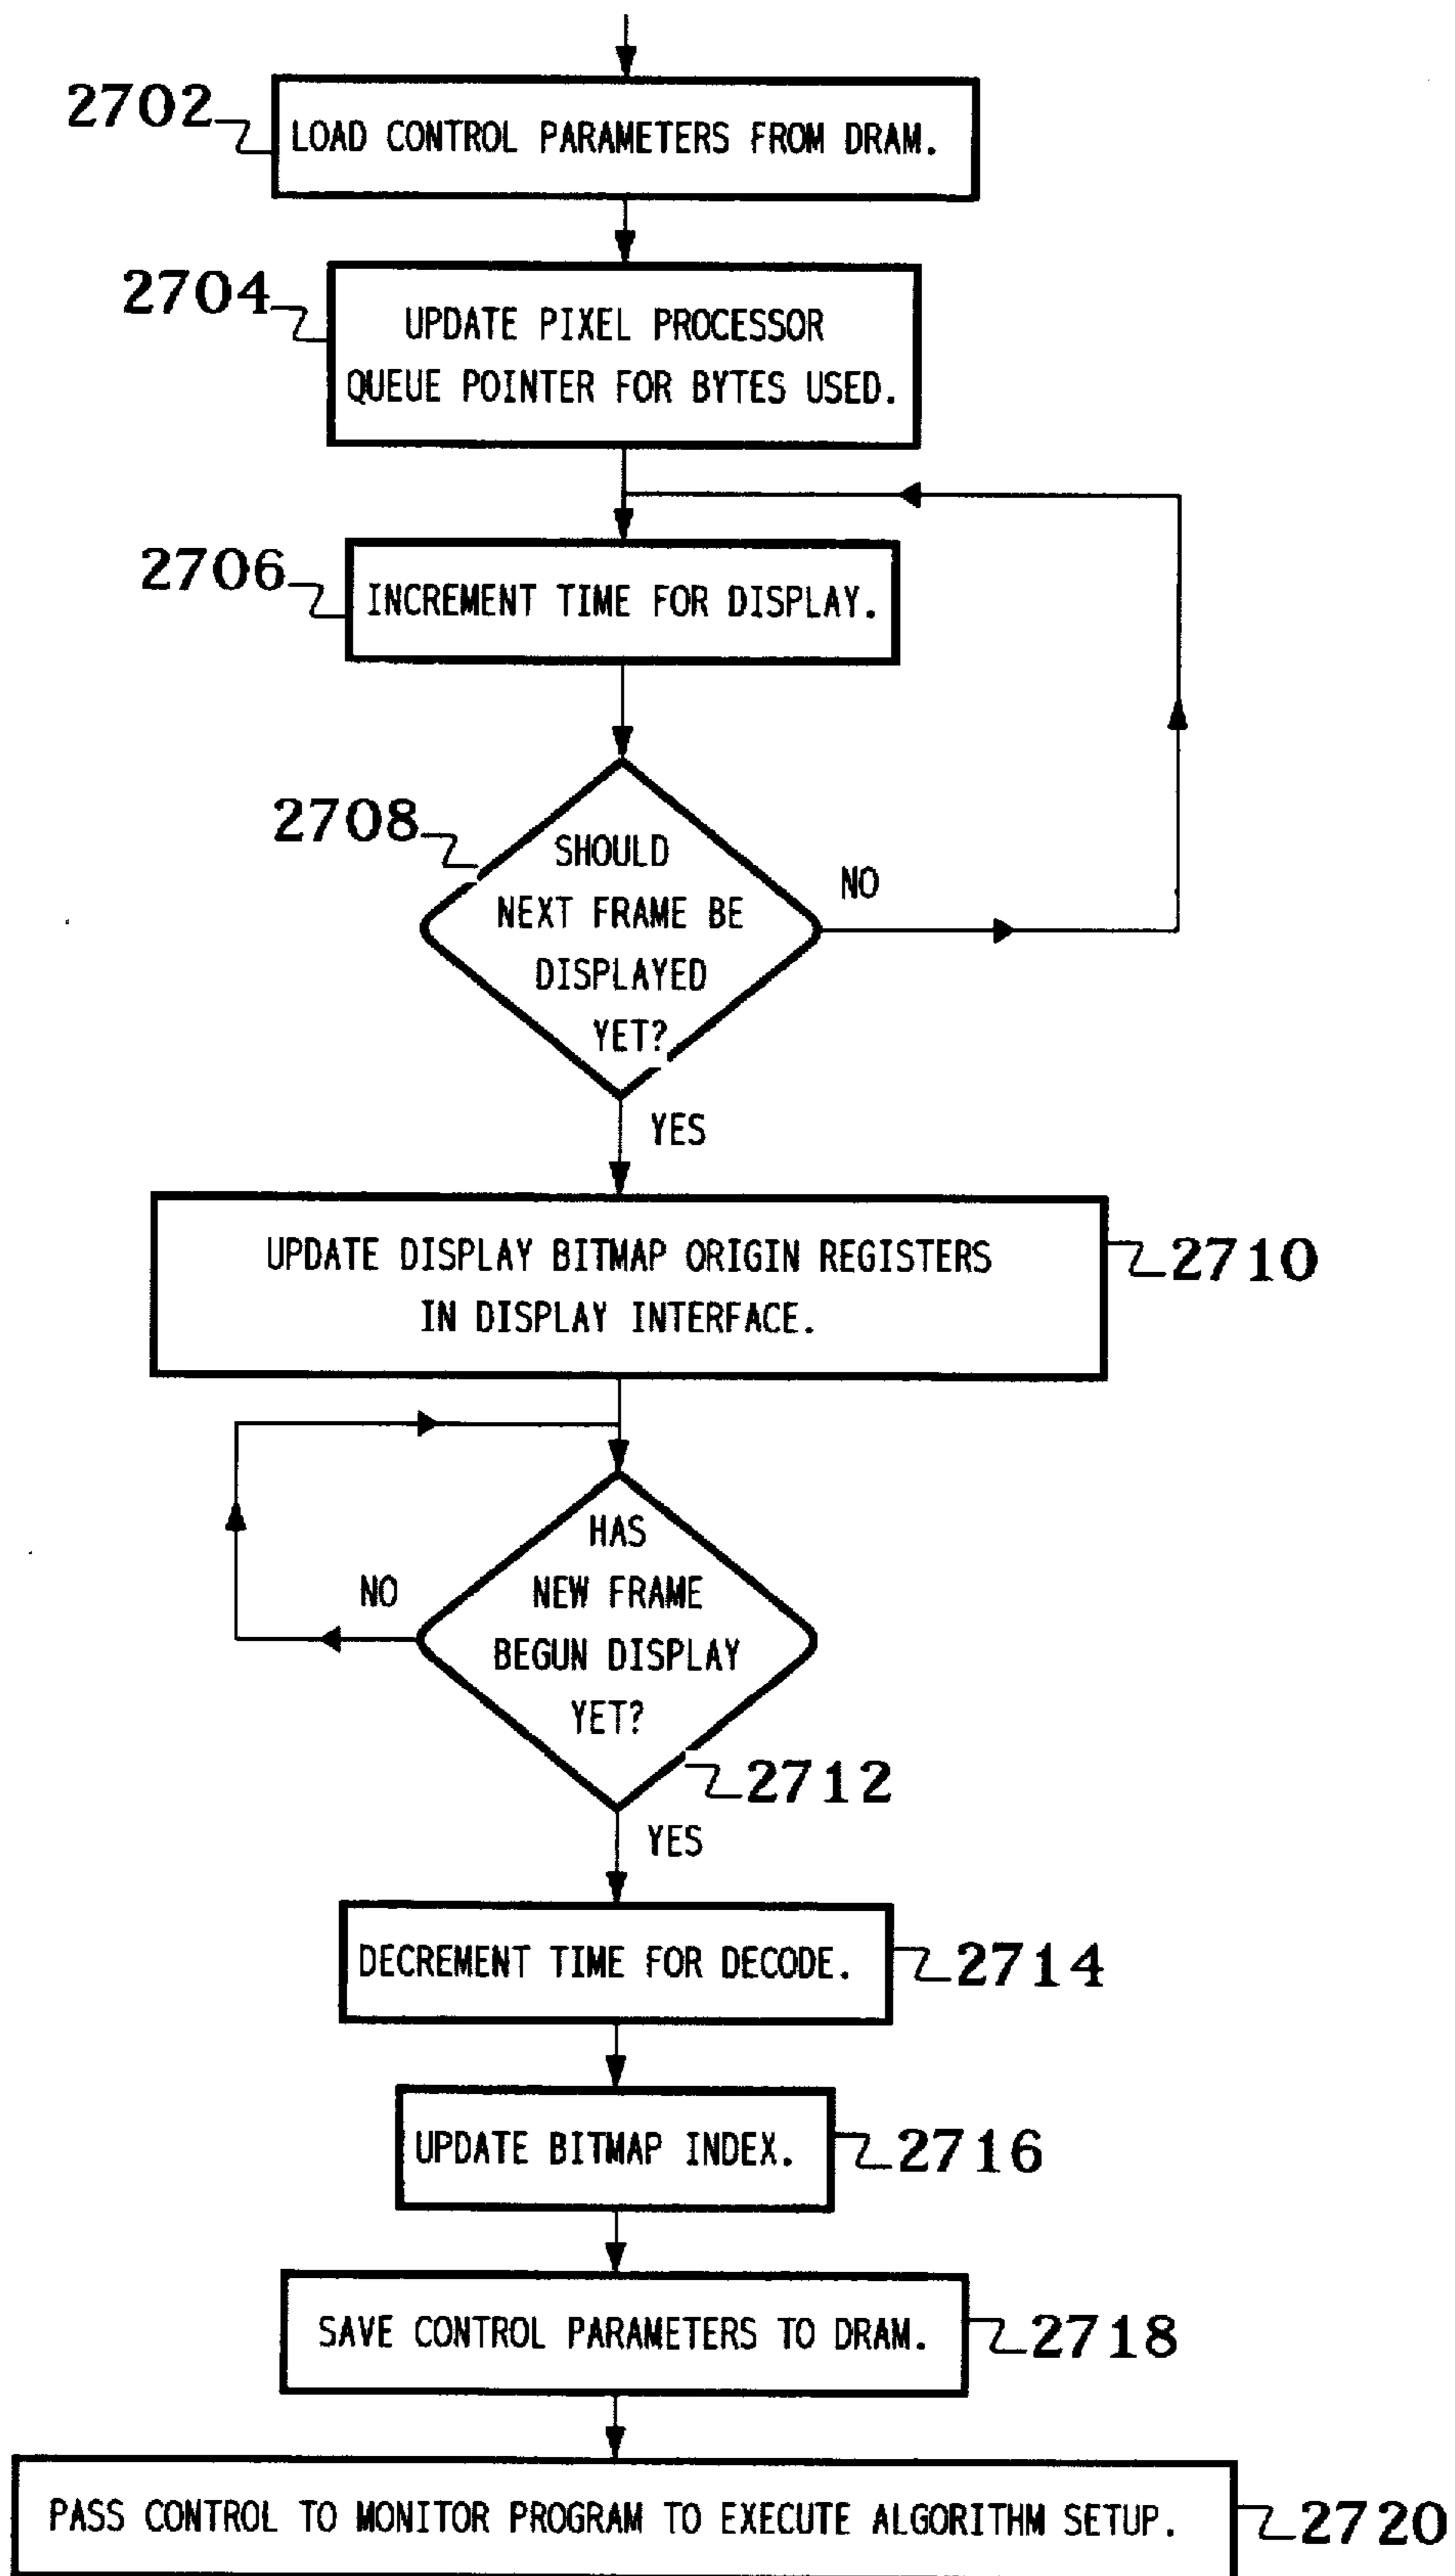 2702
LOAD CONTROL PARAMETERS FROM DRAM.
2704
UPDATE PIXEL PROCESSOR
QUEUE POINTER FOR BYTES USED.
2706
INCREMENT TIME FOR DISPLAY.
2708
SHOULD
NEXT FRAME BE
DISPLAYED
YET?
NO
YES
UPDATE DISPLAY BITMAP ORIGIN REGISTERS
IN DISPLAY INTERFACE.
2710
HAS
NEW FRAME
BEGUN DISPLAY
YET?
NO
2712
YES
DECREMENT TIME FOR DECODE.
2714
UPDATE BITMAP INDEX.
2716
SAVE CONTROL PARAMETERS TO DRAM.
2718
PASS CONTROL TO MONITOR PROGRAM TO EXECUTE ALGORITHM SETUP.
2720